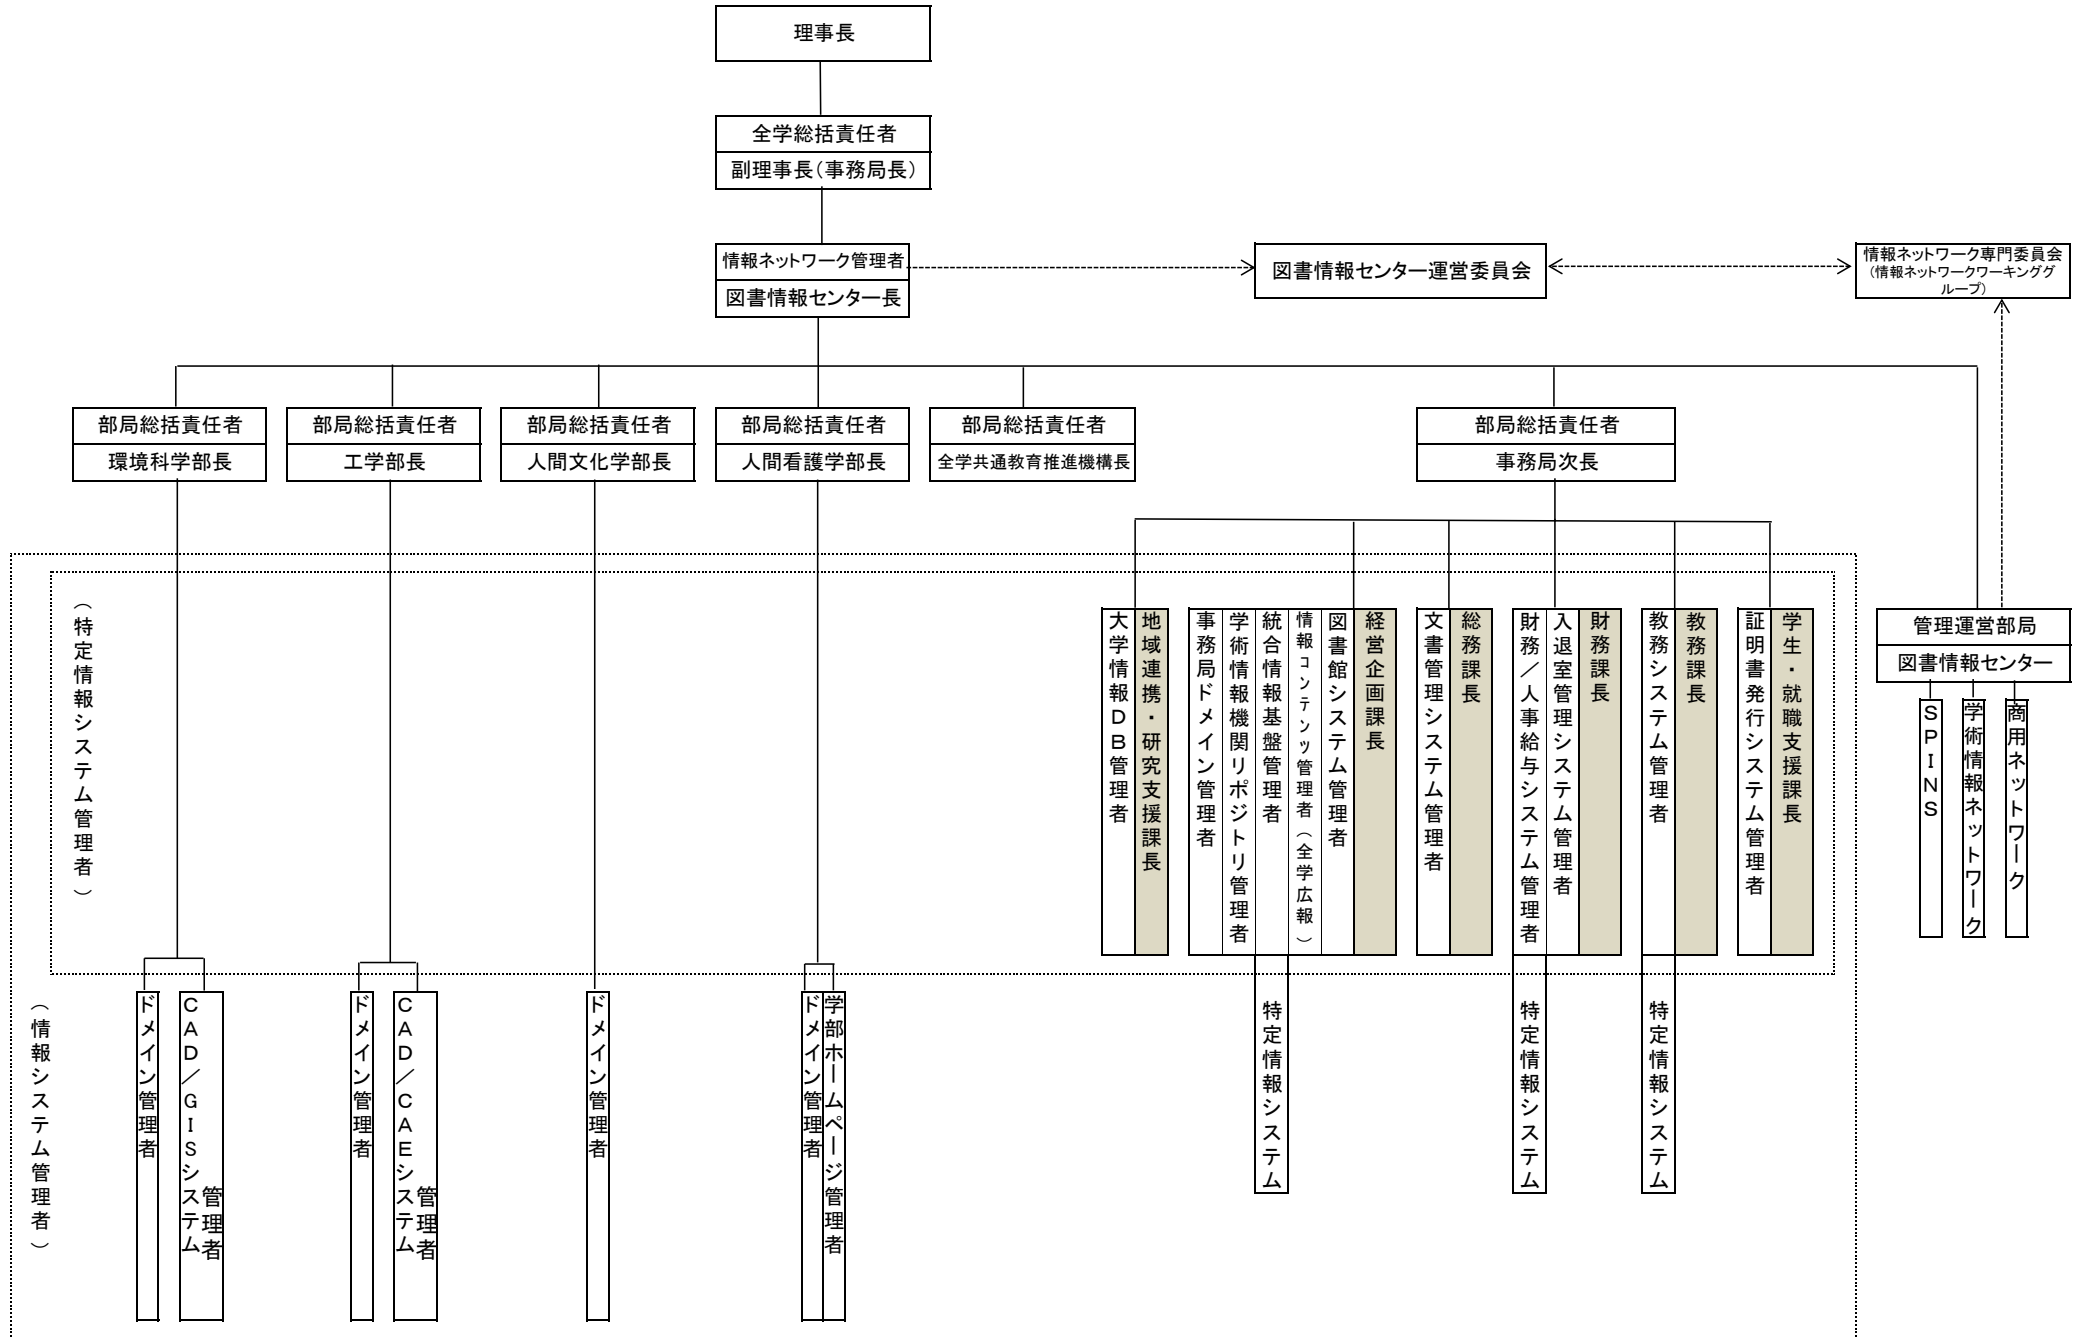 理事長
全学総括責任者
副理事長（事務局長）
情報ネットワーク管理者
図書情報センター長
図書情報センター運営委員会
情報ネットワーク専門委員会
（情報ネットワークワーキンググ
ループ）
部局総括責任者
環境科学部長
部局総括責任者
工学部長
部局総括責任者
人間文化学部長
部局総括責任者
人間看護学部長
部局総括責任者
全学共通教育推進機構長
部局総括責任者
事務局次長
（特定情報システム管理者）
大学情報ＤＢ管理者
地域連携・研究支援課長
事務局ドメイン管理者
学術情報機関リポジトリ管理者
統合情報基盤管理者
情報コンテンツ管理者（全学広報）
図書館システム管理者
経営企画課長
文書管理システム管理者
総務課長
財務／人事給与システム管理者
入退室管理システム管理者
財務課長
教務システム管理者
教務課長
証明書発行システム管理者
学生・就職支援課長
管理運営部局
図書情報センター
ＳＰＩＮＳ
学術情報ネットワーク
商用ネットワーク
（情報システム管理者）
ドメイン管理者
ＣＡＤ／ＧＩＳシステム
管理者
ドメイン管理者
ＣＡＤ／ＣＡＥシステム
管理者
ドメイン管理者
ドメイン管理者
学部ホームページ管理者
特定情報システム
特定情報システム
特定情報システム